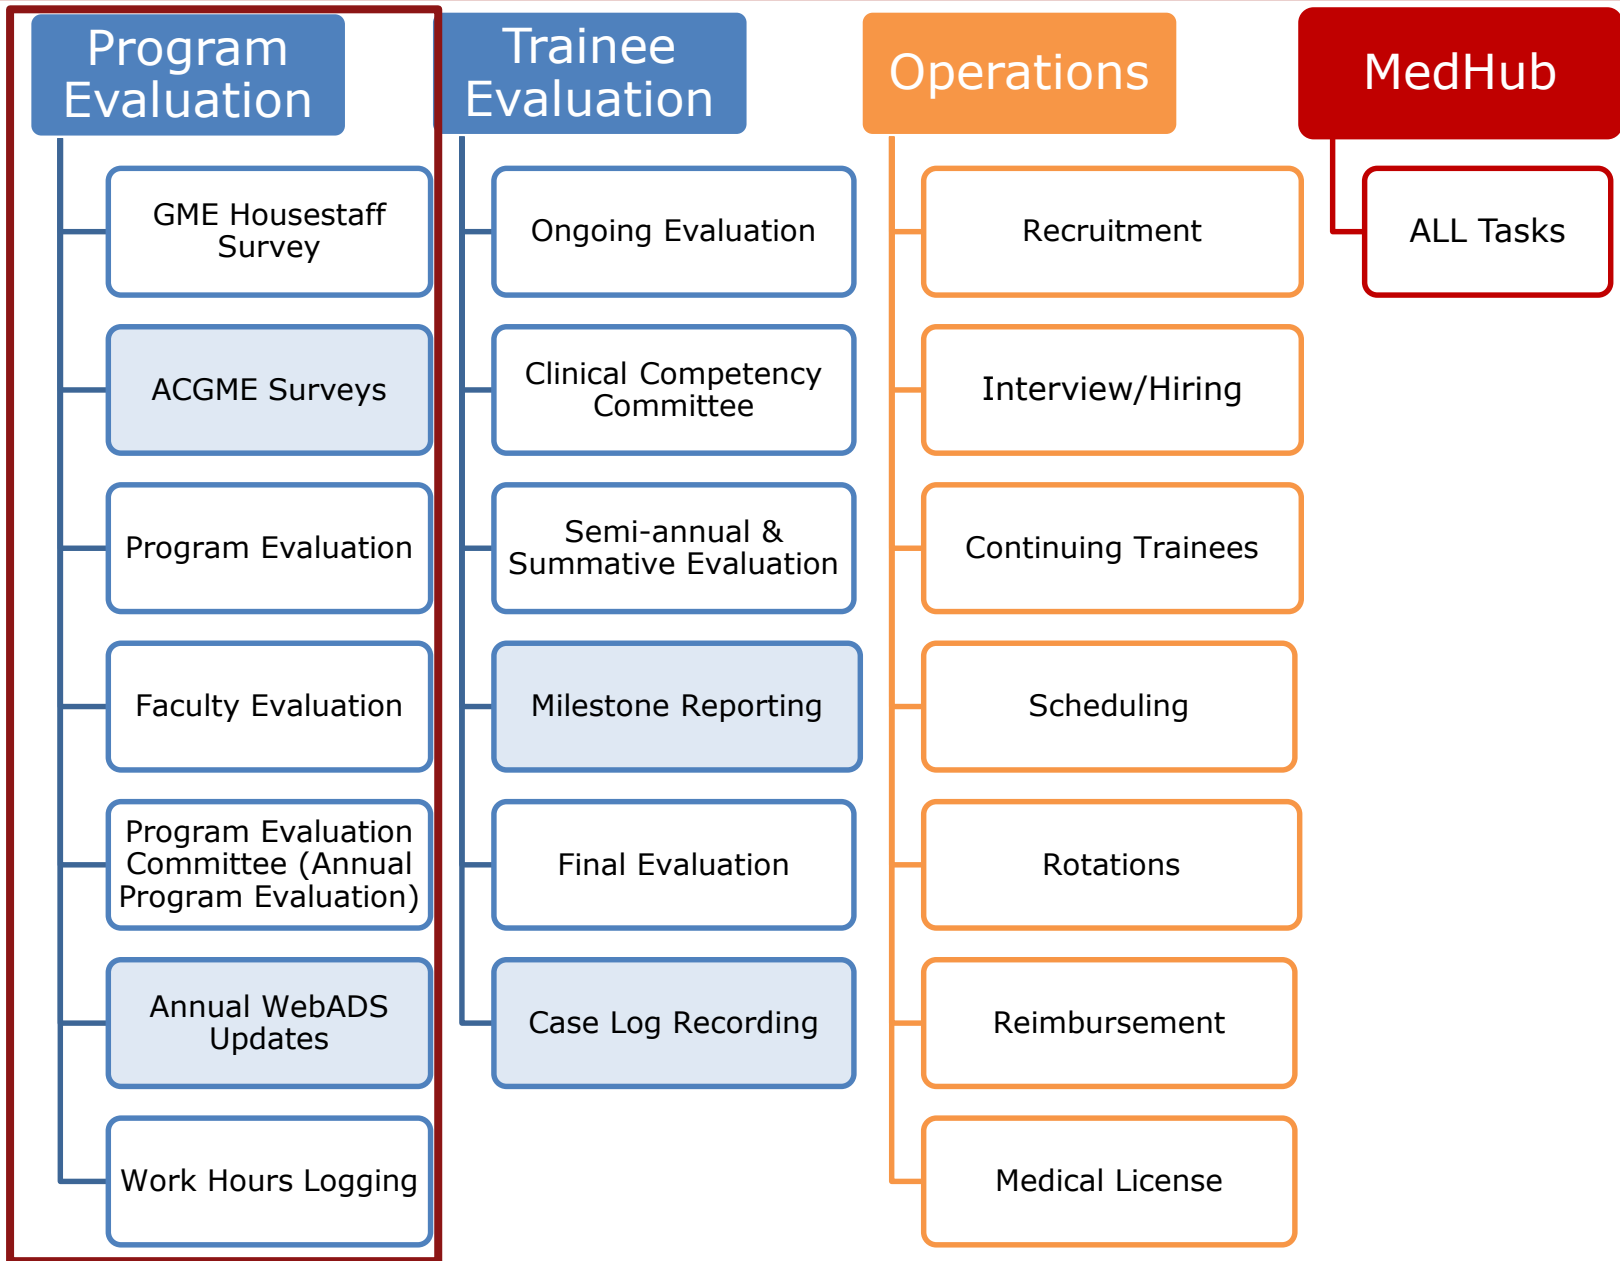 Program
Evaluation
GME Housestaff
Survey
ACGME Surveys
Program Evaluation
Faculty Evaluation
Program Evaluation
Committee (Annual
Program Evaluation)
Annual WebADS
Updates
Work Hours Logging
Trainee
Evaluation
Ongoing Evaluation
Clinical Competency
Committee
Semi-annual &
Summative Evaluation
Milestone Reporting
Final Evaluation
Case Log Recording
Operations
Recruitment
Interview/Hiring
Continuing Trainees
Scheduling
Rotations
Reimbursement
Medical License
MedHub
ALL Tasks